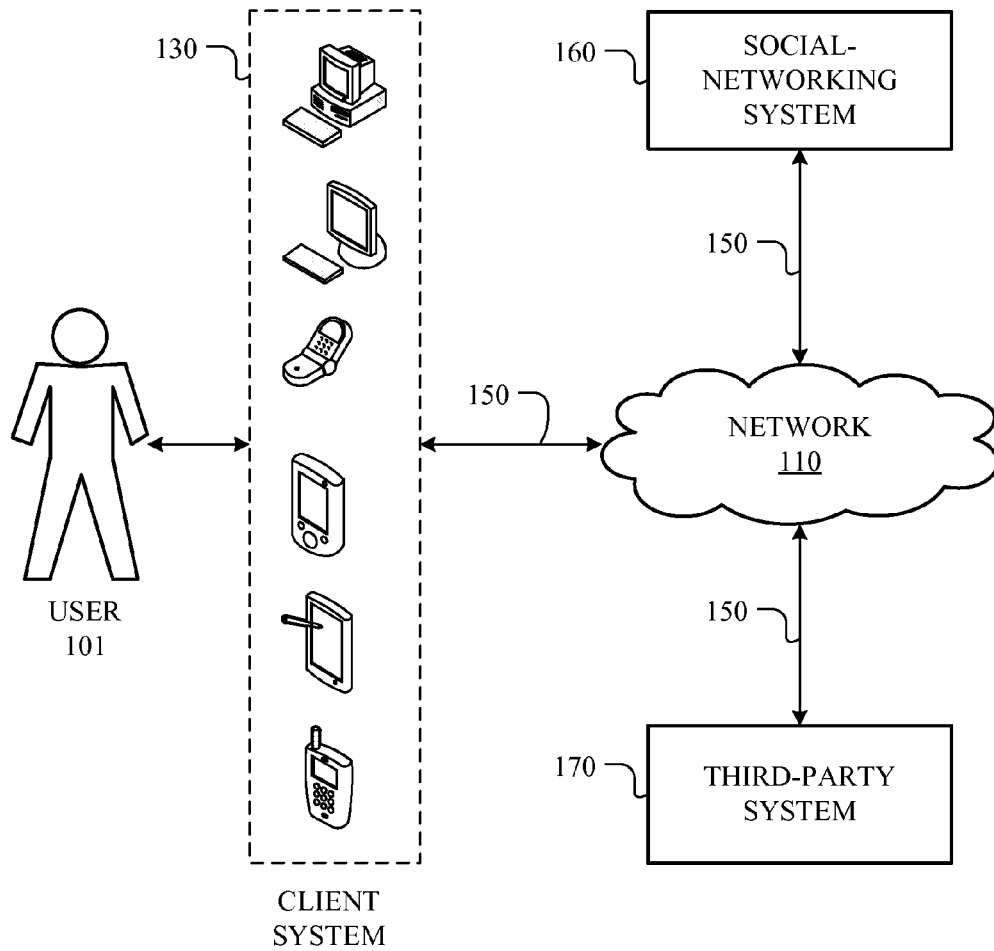 130
160
SOCIAL-
NETWORKING
SYSTEM
150
150
NETWORK
110
USER
101
150
170
THIRD-PARTY
SYSTEM
CLIENT
SYSTEM